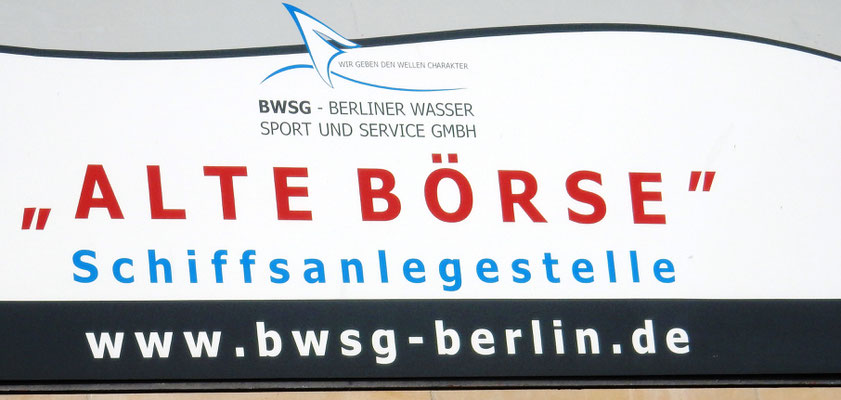 WIR GEBEN DEN WELLEN CHARAKTER
BWSG - BERLINER WASSER
SPORT UND SERVICE GMBH
„ALTE BÖRSE"
Schiffsanlegestelle
www.bwsg-berlin.de